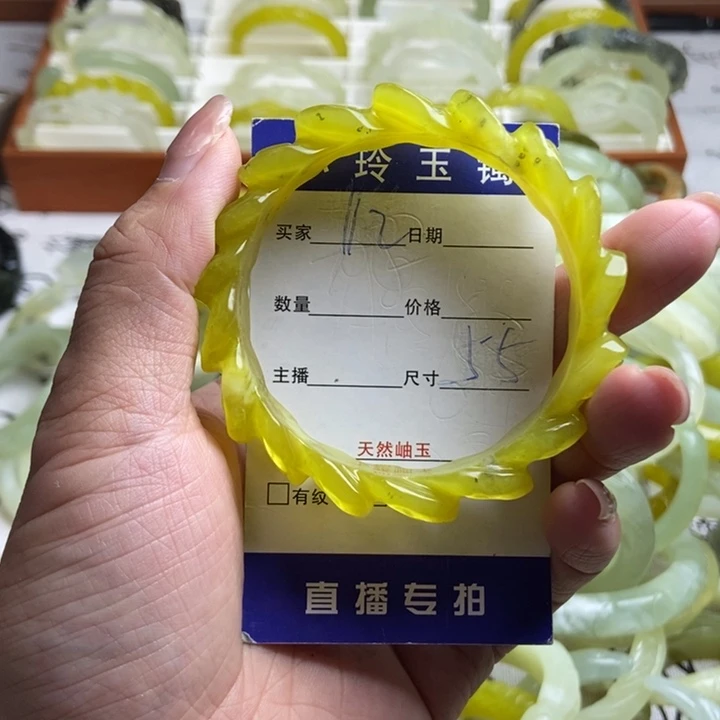 玲玉
买家 112 日期
数量 价格
主播 尺寸 55
天然岫玉
□有纹
直播专拍